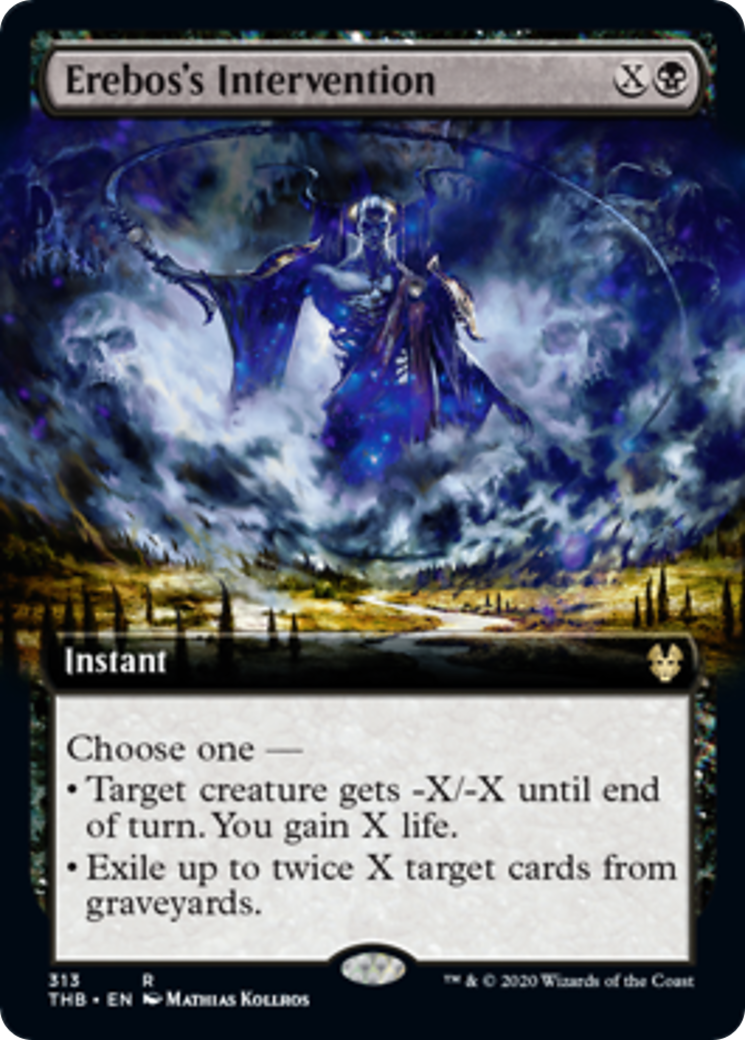 Erebos's Intervention X
Instant
Choose one —
• Target creature gets -X/-X until end
of turn. You gain X life.
• Exile up to twice X target cards from
graveyards.
313 R
THB • EN Mathias Kollros
™ & © 2020 Wizards of the Coast